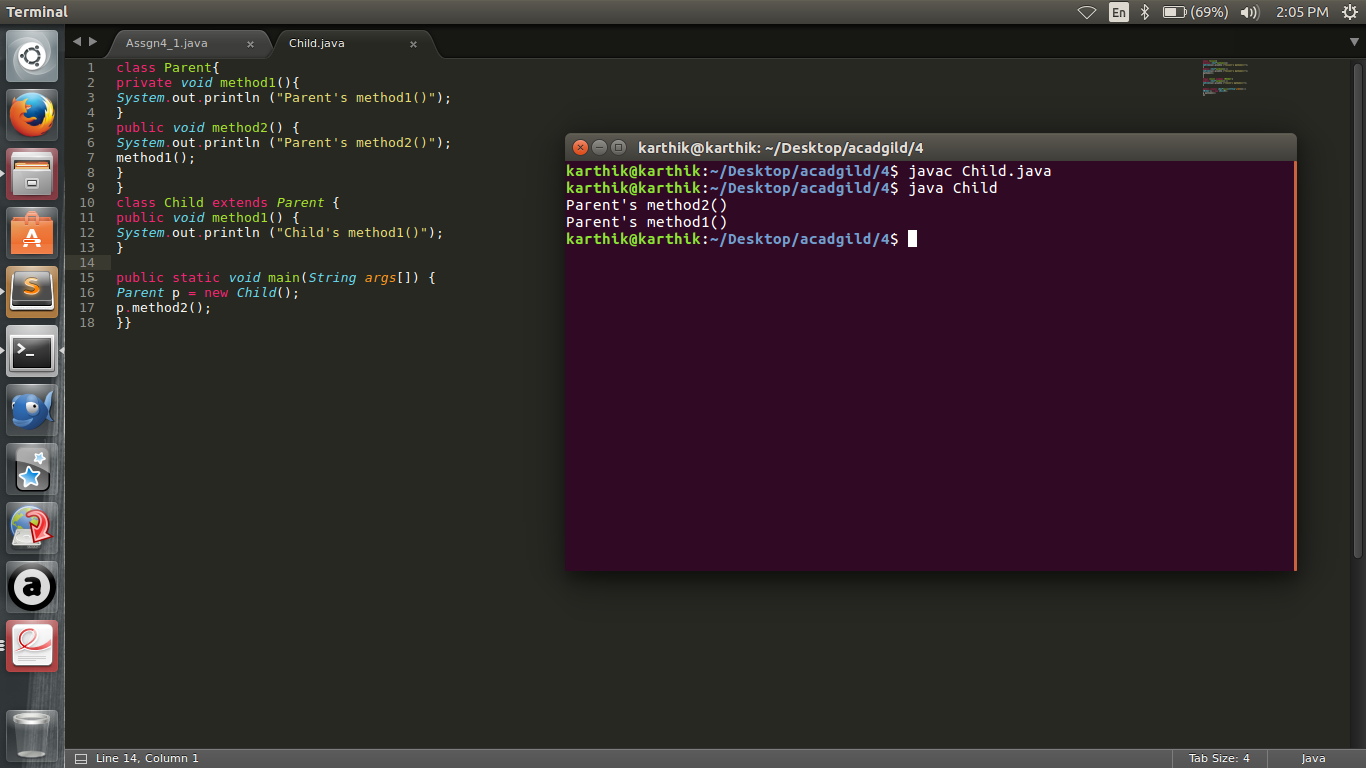 Terminal
En
(69%)
2:05 PM
Assgn4_1.java ×
Child.java ×
1 class Parent{
2 private void method1(){
3 System.out.println ("Parent's method1()");
4 }
5 public void method2() {
6 System.out.println ("Parent's method2()");
7 method1();
8 }
9 }
10 class Child extends Parent {
11 public void method1() {
12 System.out.println ("Child's method1()");
13 }
14
15 public static void main(String args[]) {
16 Parent p = new Child();
17 p.method2();
18 }}
karthik@karthik: ~/Desktop/acadgild/4
karthik@karthik:~/Desktop/acadgild/4$ javac Child.java
karthik@karthik:~/Desktop/acadgild/4$ java Child
Parent's method2()
Parent's method1()
karthik@karthik:~/Desktop/acadgild/4$
Line 14, Column 1
Tab Size: 4
Java